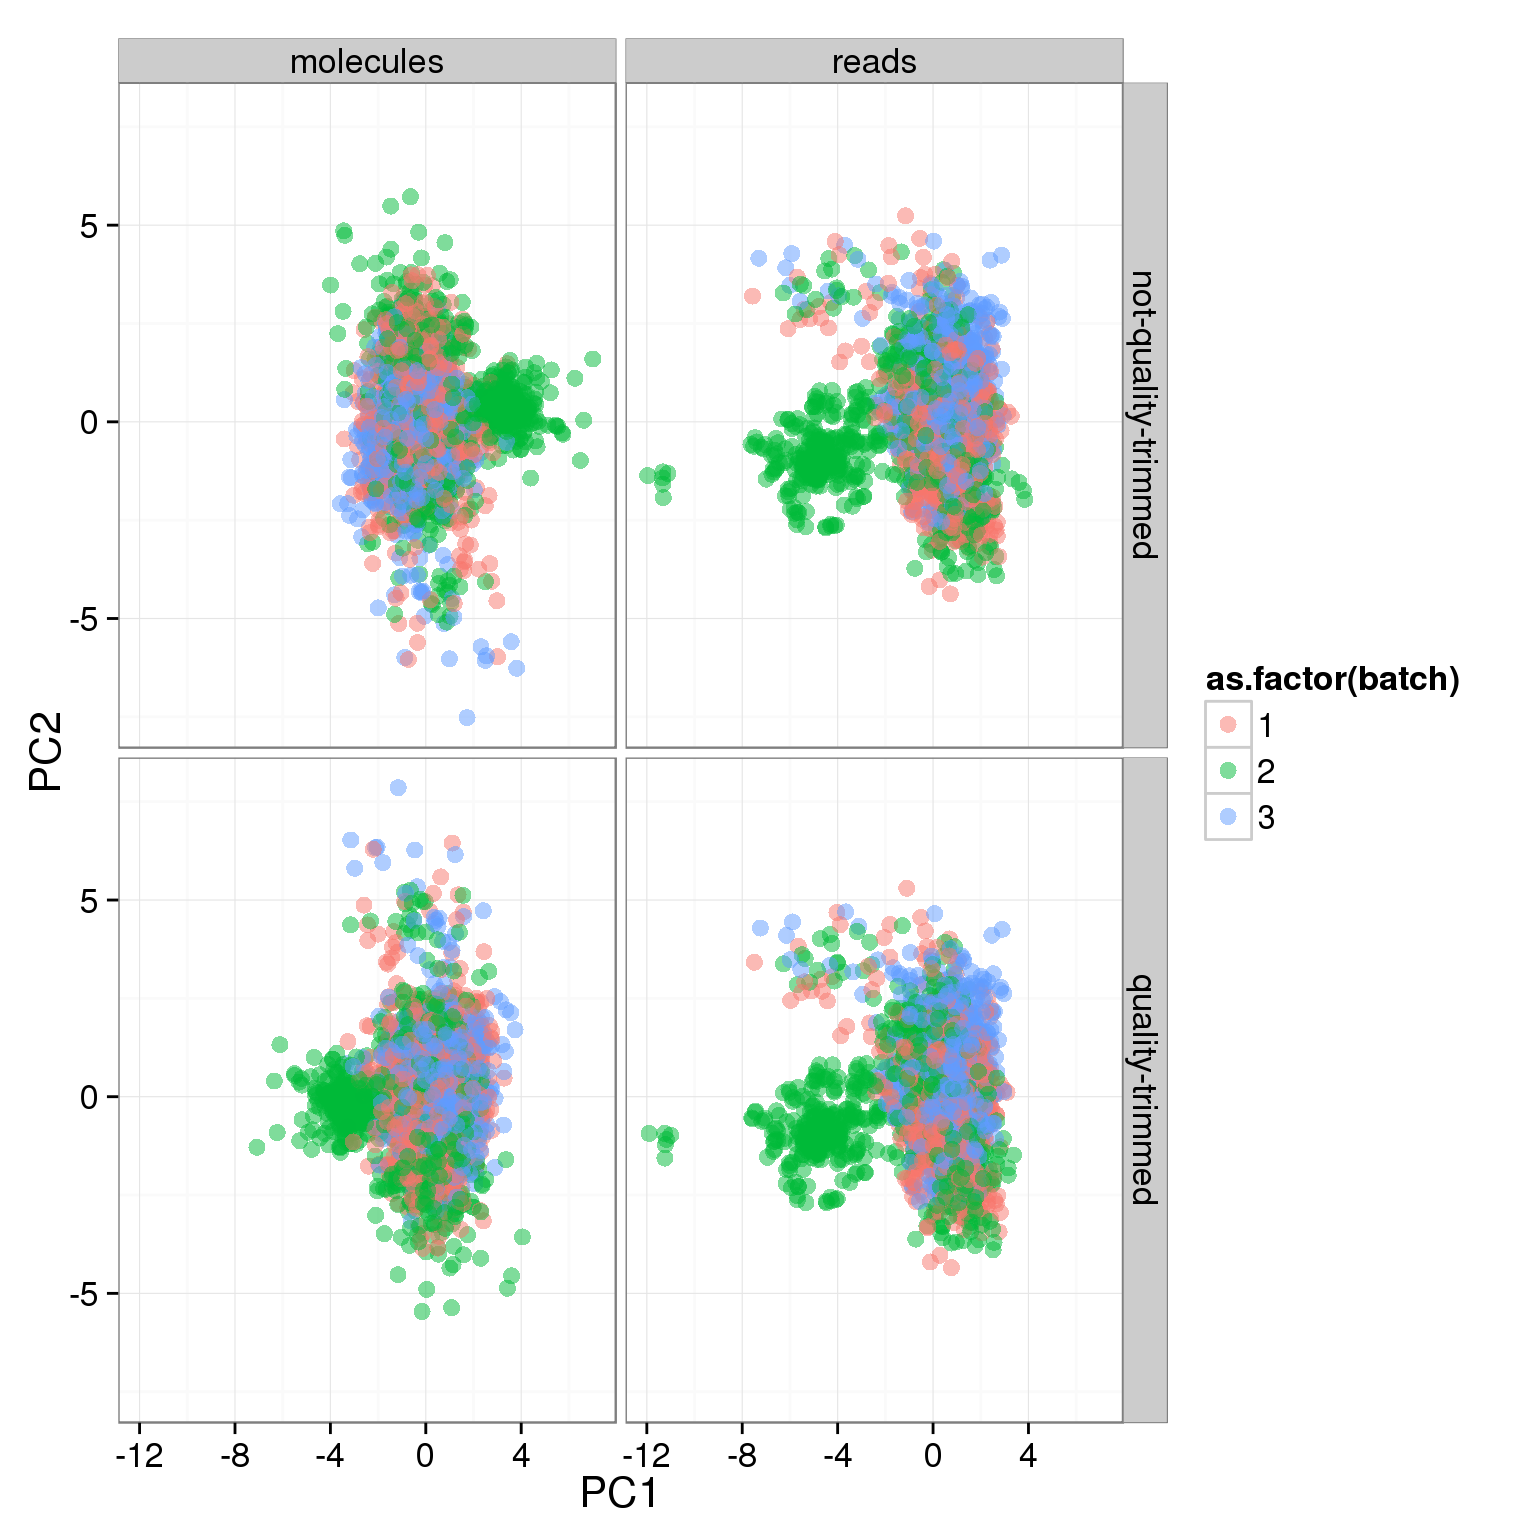 molecules
reads
not-quality-trimmed
quality-trimmed
5
0
-5
5
0
-5
PC2
-12
-8
-4
0
4
-12
-8
-4
0
4
PC1
as.factor(batch)
1
2
3